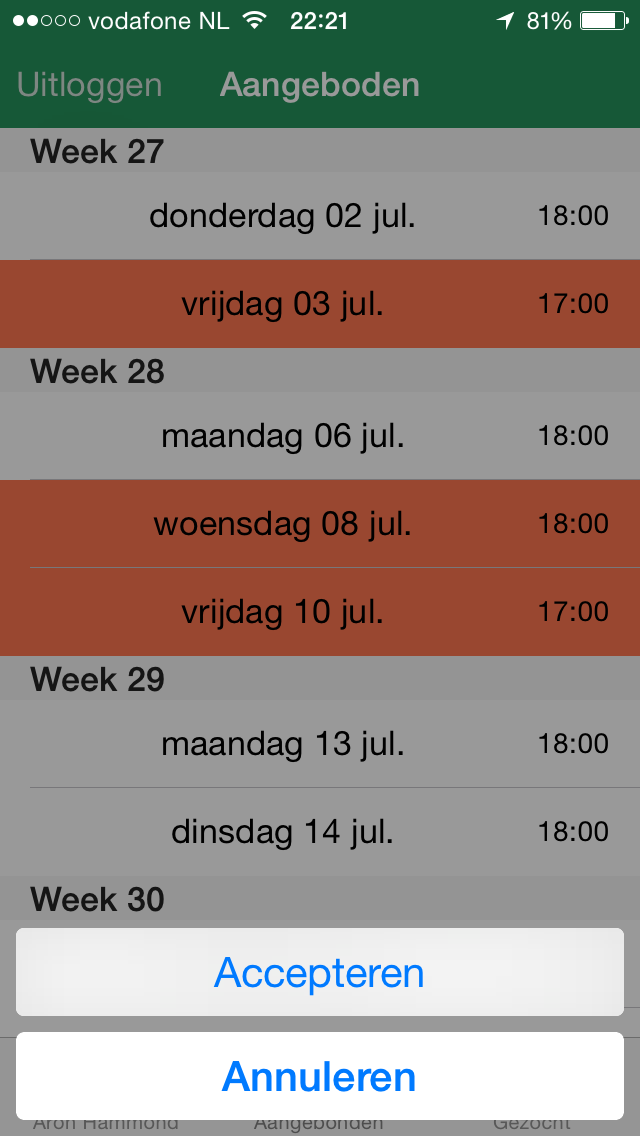 vodafone NL 22:21 81%
Uitloggen Aangeboden
Week 27
donderdag 02 jul. 18:00
vrijdag 03 jul. 17:00
Week 28
maandag 06 jul. 18:00
woensdag 08 jul. 18:00
vrijdag 10 jul. 17:00
Week 29
maandag 13 jul. 18:00
dinsdag 14 jul. 18:00
Week 30
Accepteren
Annuleren
Aron Hammond Aangebonden Gezocht